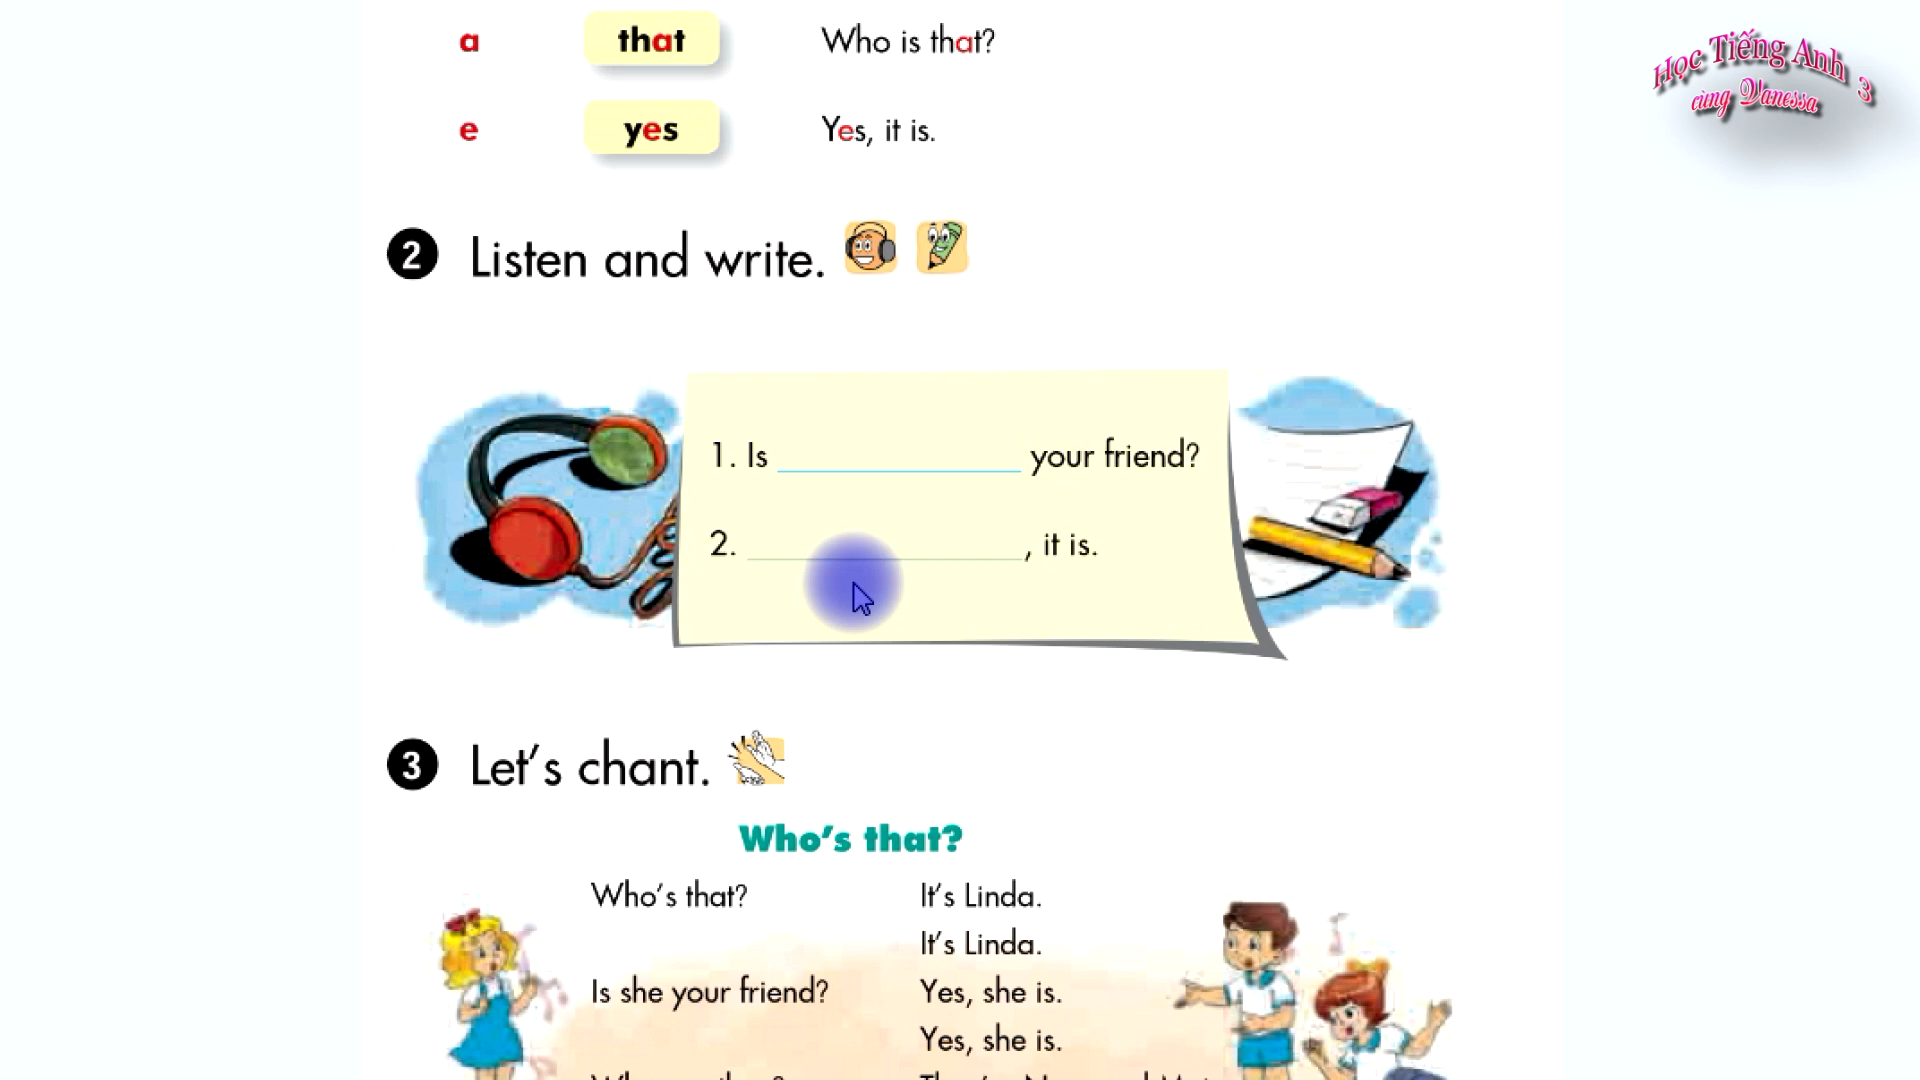 a that Who is that?
e yes Yes, it is.
Học Tiếng Anh 3
cùng Vanessa
2 Listen and write.
1. Is ____________ your friend?
2. ____________, it is.
3 Let's chant.
Who's that?
Who's that? It's Linda.
It's Linda.
Is she your friend? Yes, she is.
Yes, she is.